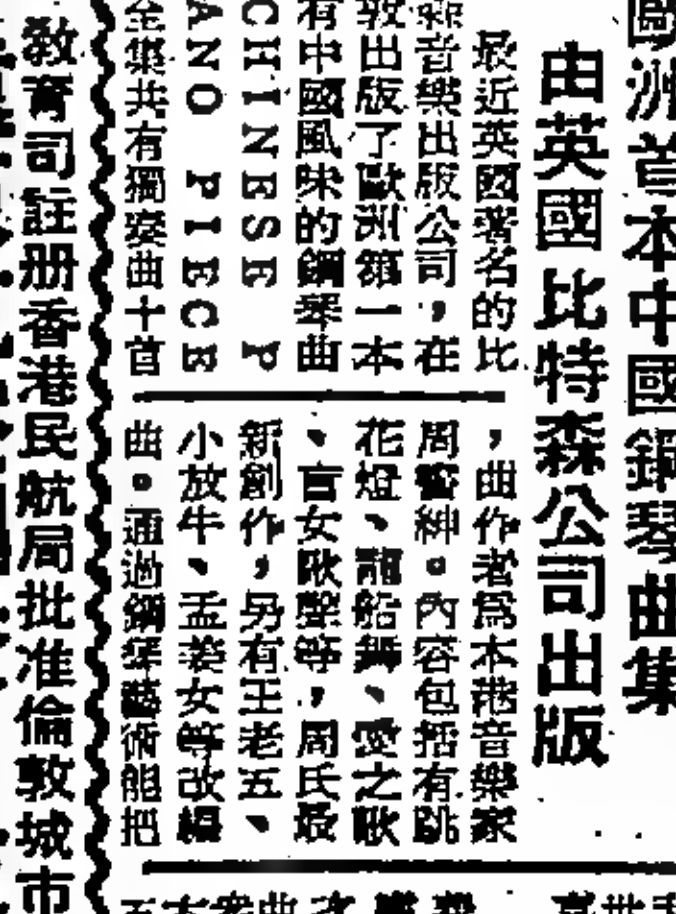 歐洲首本中國鋼琴曲集
由英國比特森公司出版
最近英國著名的比
森音樂出版公司,在
敦出版了歐洲第一本
有中國風味的鋼琴曲
CHINESE P
IANO PIECE
全集共有獨奏曲十首
,曲作者爲本港音樂家
周書紳。內容包括有跳
花燈、龍船舞、愛之歌
、盲女歌聲等,周氏最
新創作,另有王老五、
小放牛、孟姜女等改編
曲。通過鋼琴藝術能把
教育司註册香港民航局批准倫敦城市